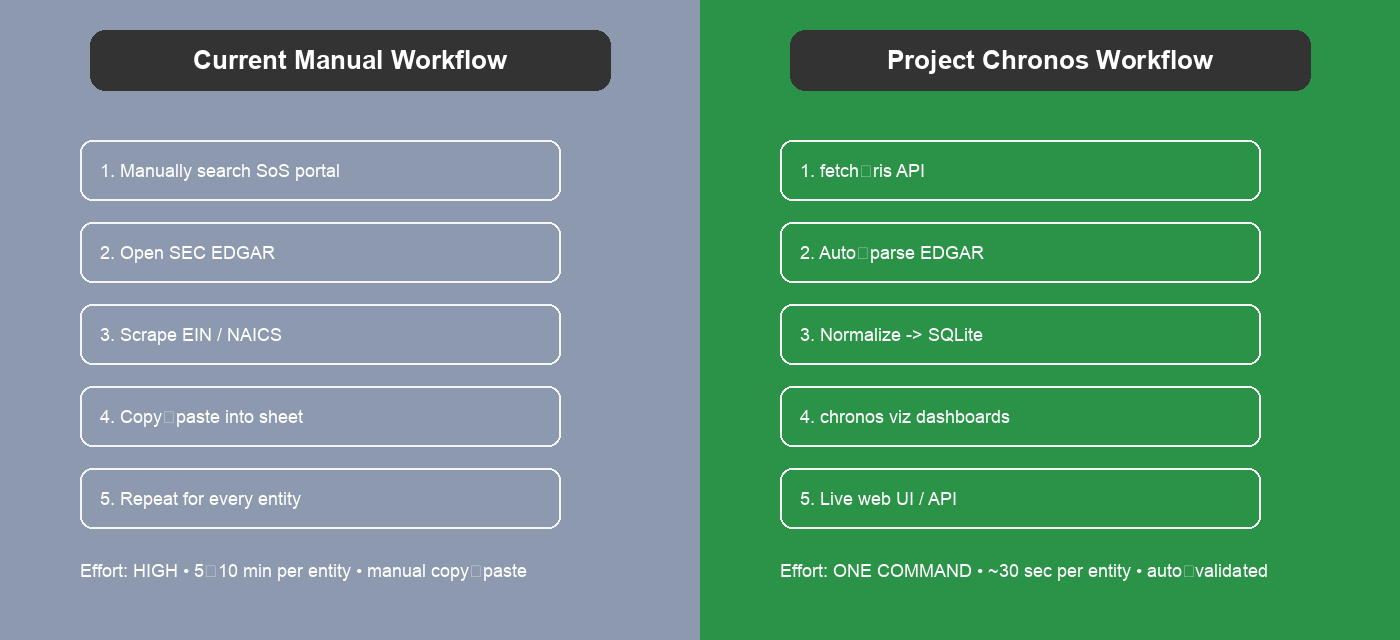 Current Manual Workflow
1. Manually search SoS portal
2. Open SEC EDGAR
3. Scrape EIN / NAICS
4. Copy□paste into sheet
5. Repeat for every entity
Effort: HIGH • 5□10 min per entity • manual copy□paste
Project Chronos Workflow
1. fetch□ris API
2. Auto□parse EDGAR
3. Normalize -> SQLite
4. chronos viz dashboards
5. Live web UI / API
Effort: ONE COMMAND • ~30 sec per entity • auto□validated